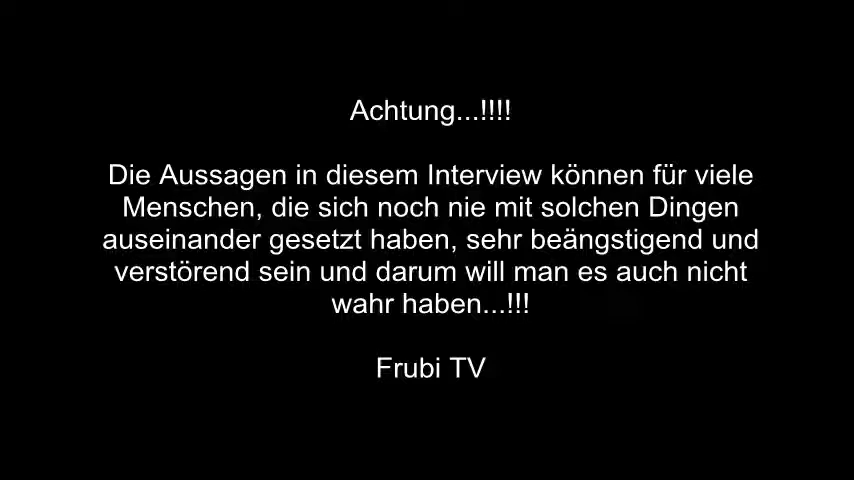 Achtung...!!!!
Die Aussagen in diesem Interview können für viele
Menschen, die sich noch nie mit solchen Dingen
auseinander gesetzt haben, sehr beängstigend und
verstörend sein und darum will man es auch nicht
wahr haben...!!!
Frubi TV